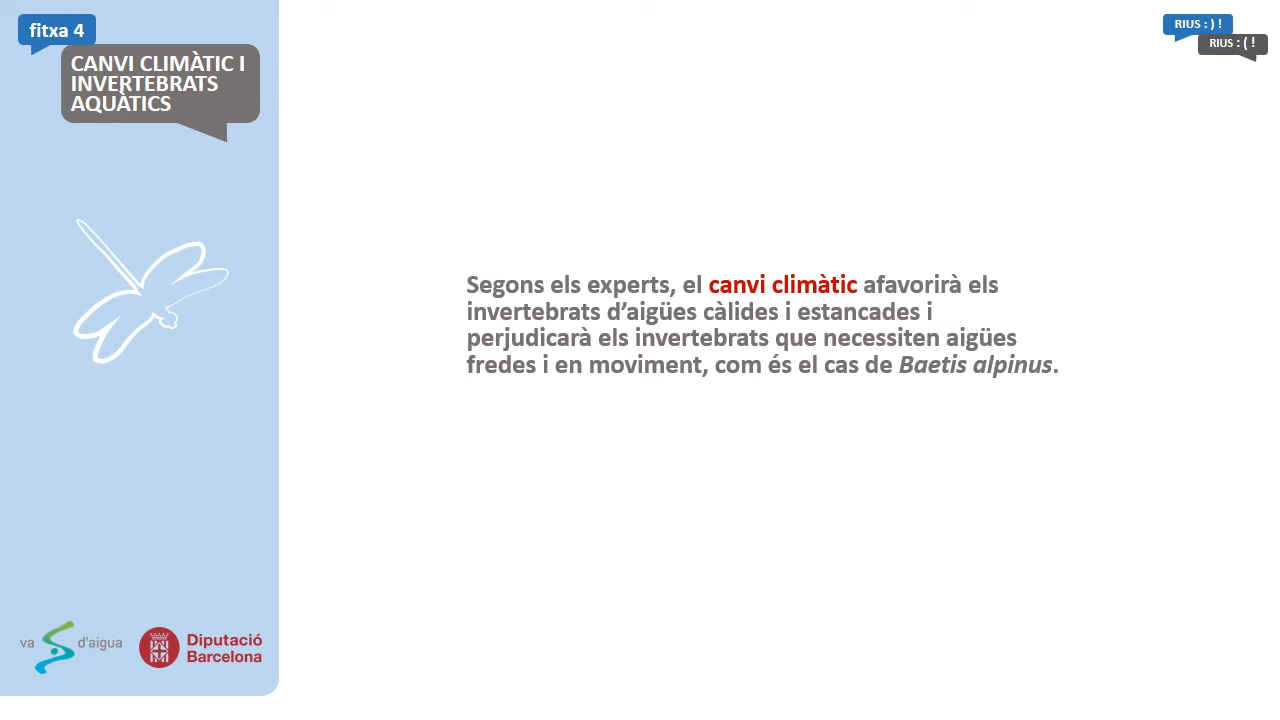 fitxa 4
CANVI CLIMÀTIC I
INVERTEBRATS
AQUÀTICS
RIUS : ) !
RIUS : ( !
Segons els experts, el canvi climàtic afavorirà els
invertebrats d’aigües càlides i estancades i
perjudicarà els invertebrats que necessiten aigües
fredes i en moviment, com és el cas de Baetis alpinus.
va d'aigua
Diputació
Barcelona